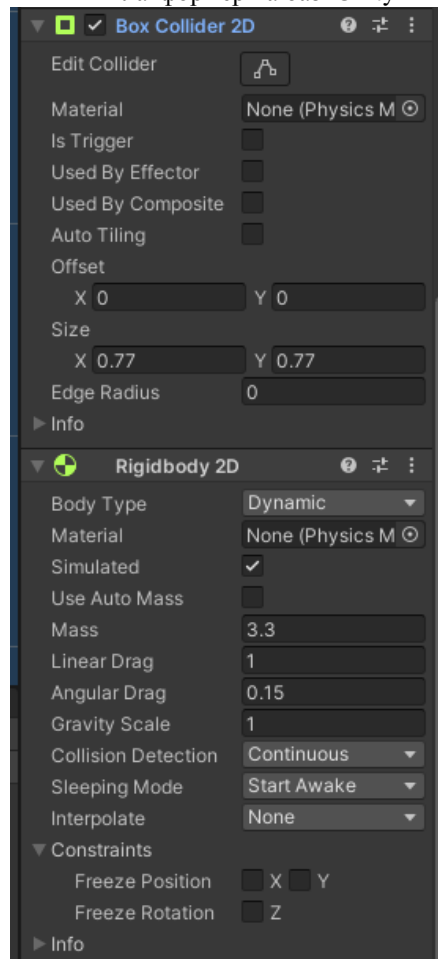 Box Collider 2D
Edit Collider
Material None (Physics M
Is Trigger
Used By Effector
Used By Composite
Auto Tiling
Offset
X 0 Y 0
Size
X 0.77 Y 0.77
Edge Radius 0
Info
Rigidbody 2D
Body Type Dynamic
Material None (Physics M
Simulated
Use Auto Mass
Mass 3.3
Linear Drag 1
Angular Drag 0.15
Gravity Scale 1
Collision Detection Continuous
Sleeping Mode Start Awake
Interpolate None
Constraints
Freeze Position X Y
Freeze Rotation Z
Info